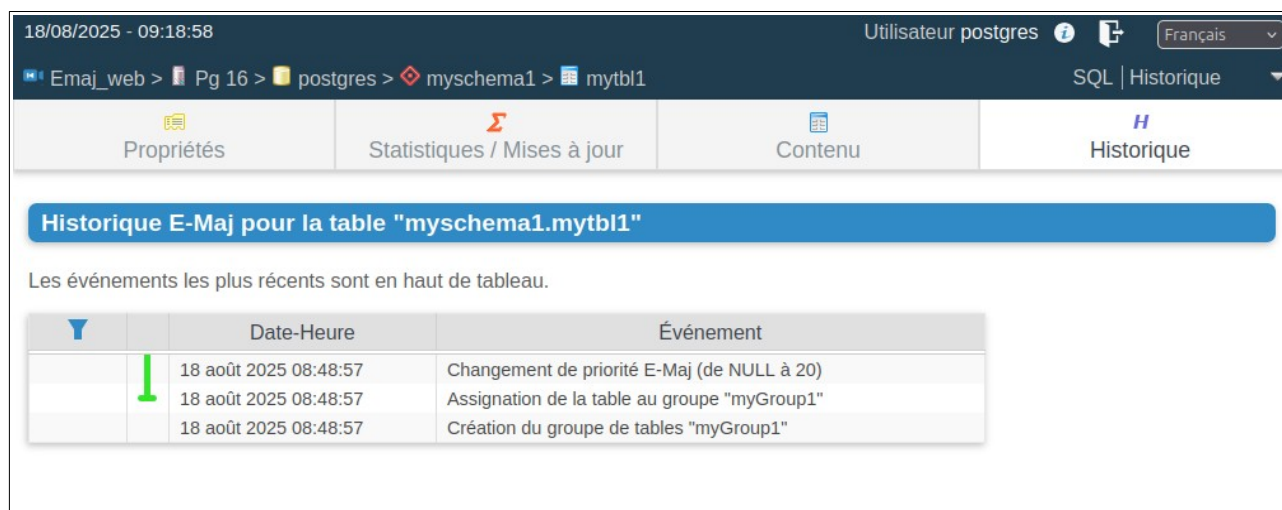 18/08/2025 - 09:18:58 Utilisateur postgres Français
Emaj_web > Pg 16 > postgres > myschema1 > mytbl1 SQL | Historique
Propriétés Statistiques / Mises à jour Contenu Historique
Historique E-Maj pour la table "myschema1.mytbl1"
Les événements les plus récents sont en haut de tableau.
Date-Heure Événement
18 août 2025 08:48:57 Changement de priorité E-Maj (de NULL à 20)
18 août 2025 08:48:57 Assignation de la table au groupe "myGroup1"
18 août 2025 08:48:57 Création du groupe de tables "myGroup1"